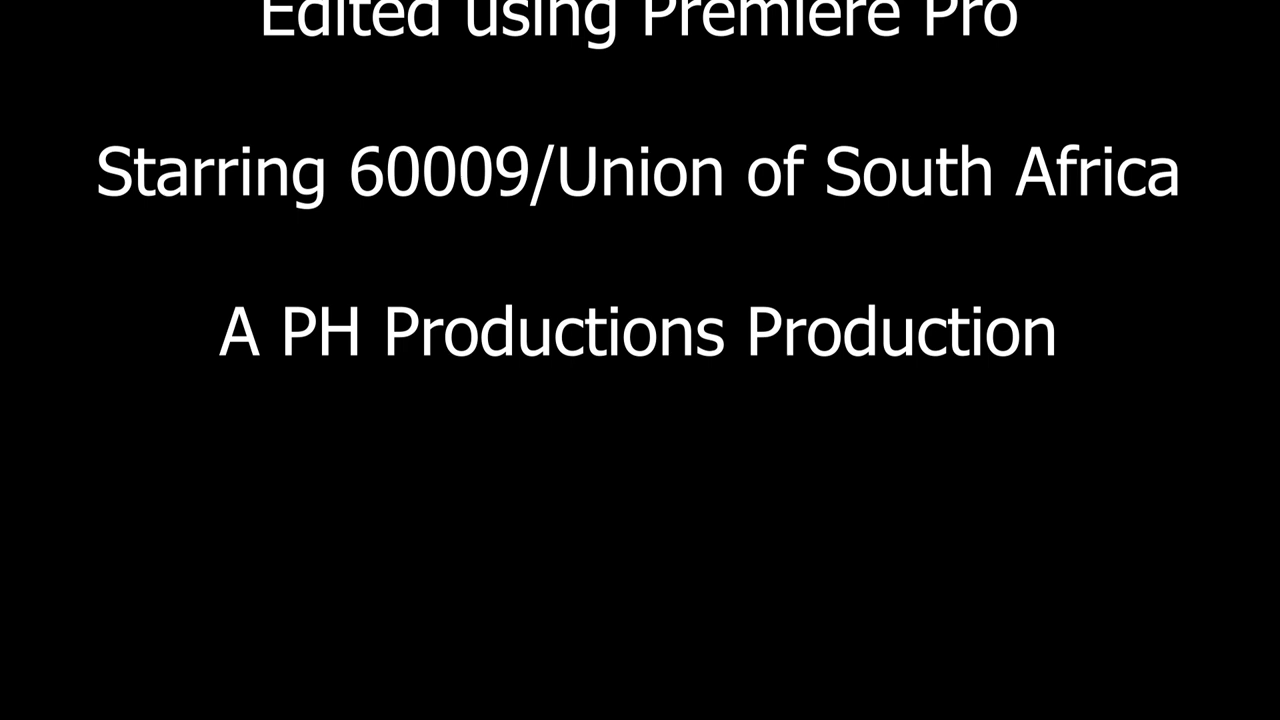 Edited using Premiere Pro
Starring 60009/Union of South Africa
A PH Productions Production